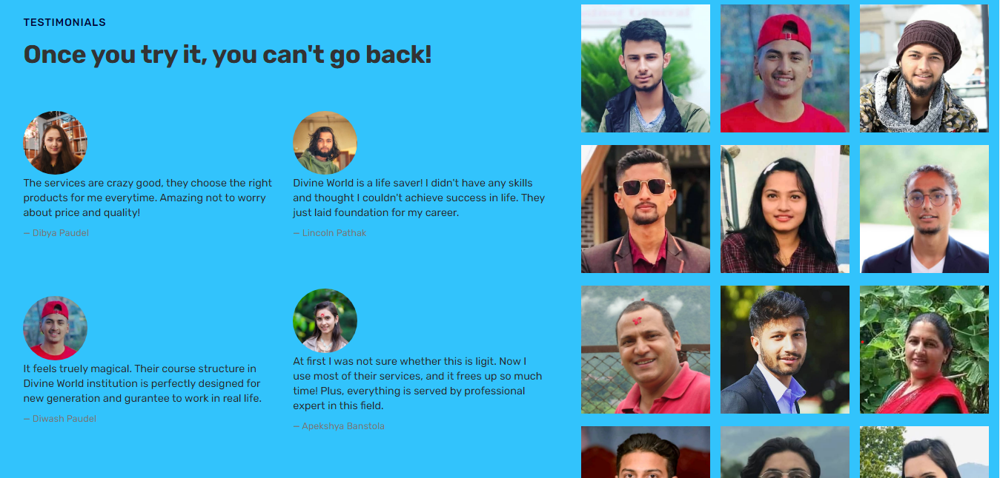 TESTIMONIALS
Once you try it, you can't go back!
The services are crazy good, they choose the right
products for me everytime. Amazing not to worry
about price and quality!
— Dibya Paudel
Divine World is a life saver! I didn't have any skills
and thought I couldn't achieve success in life. They
just laid foundation for my career.
— Lincoln Pathak
It feels truely magical. Their course structure in
Divine World institution is perfectly designed for
new generation and gurantee to work in real life.
— Diwash Paudel
At first I was not sure whether this is ligit. Now I
use most of their services, and it frees up so much
time! Plus, everything is served by professional
expert in this field.
— Apekshya Banstola
General